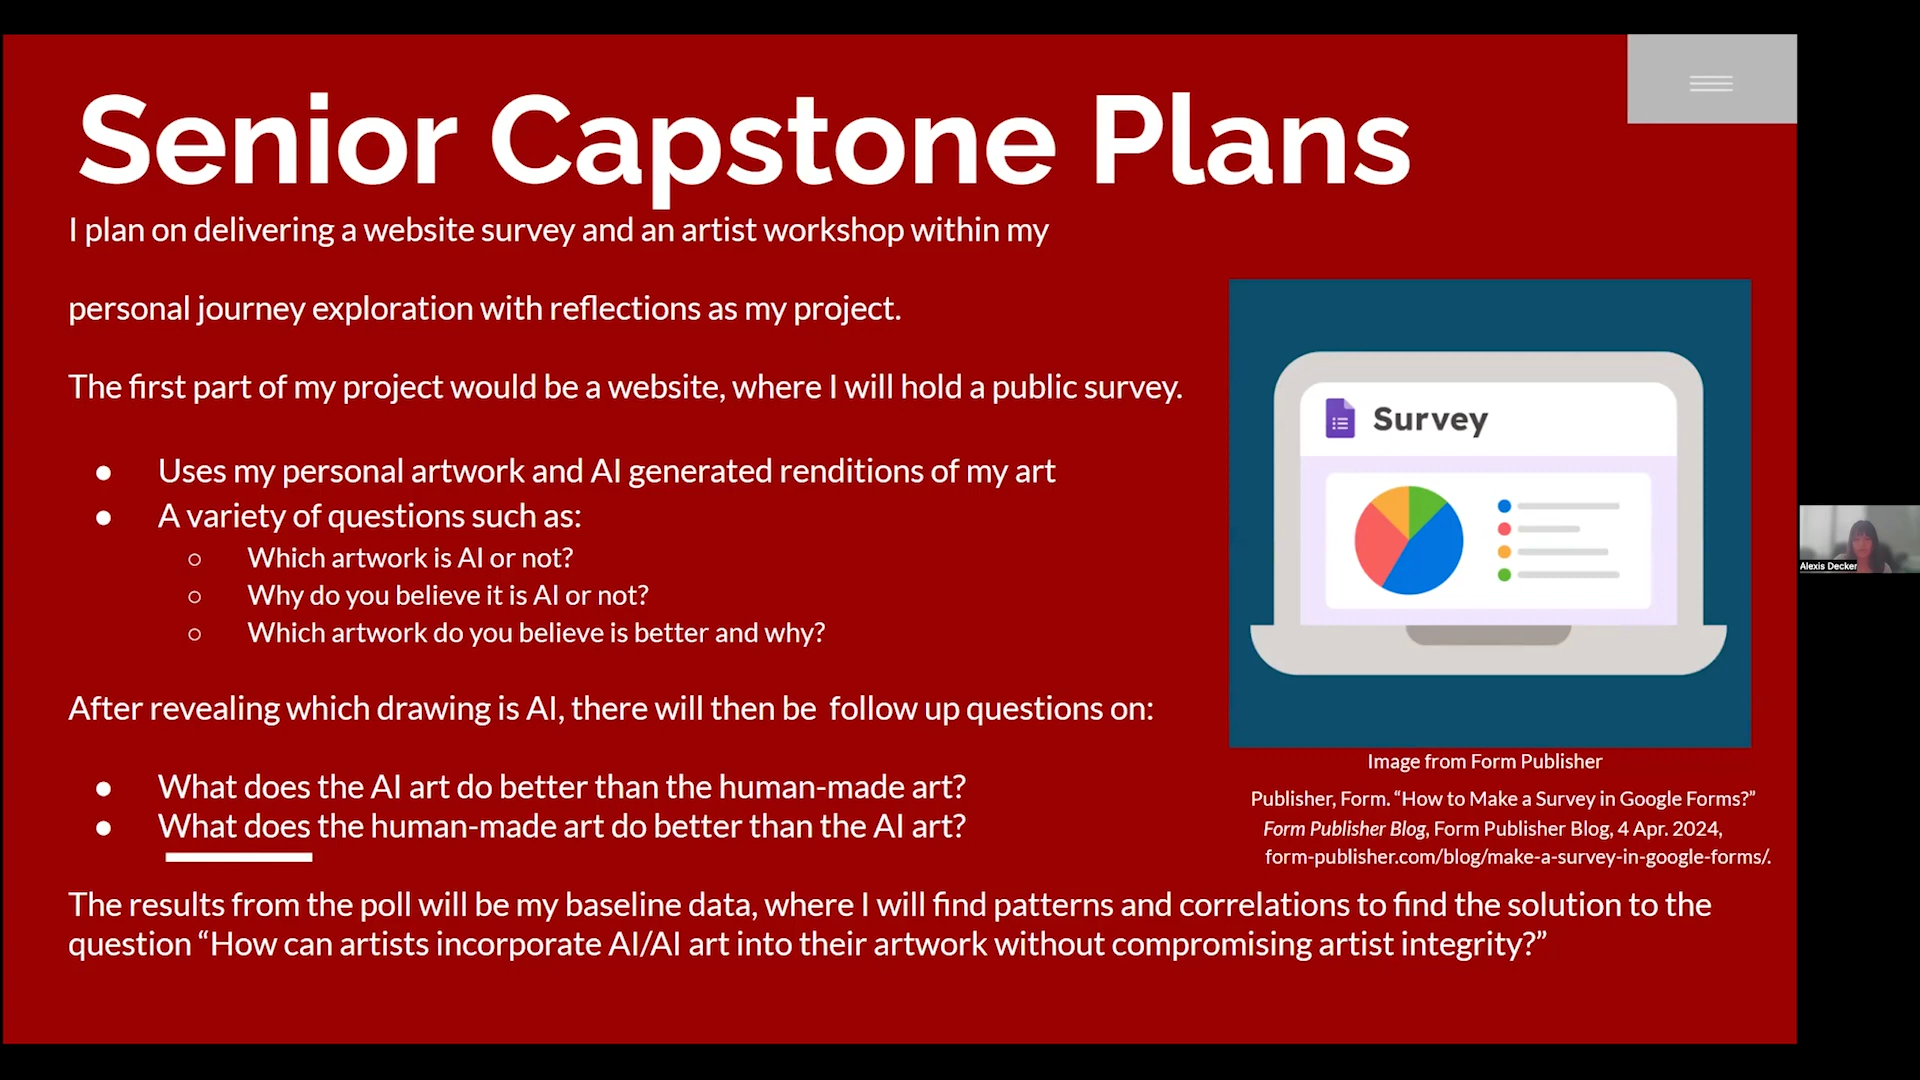 Senior Capstone Plans
I plan on delivering a website survey and an artist workshop within my
personal journey exploration with reflections as my project.
The first part of my project would be a website, where I will hold a public survey.
● Uses my personal artwork and AI generated renditions of my art
● A variety of questions such as:
○ Which artwork is AI or not?
○ Why do you believe it is AI or not?
○ Which artwork do you believe is better and why?
After revealing which drawing is AI, there will then be  follow up questions on:
● What does the AI art do better than the human-made art?
● What does the human-made art do better than the AI art?
The results from the poll will be my baseline data, where I will find patterns and correlations to find the solution to the
question “How can artists incorporate AI/AI art into their artwork without compromising artist integrity?”
Survey
Image from Form Publisher
Publisher, Form. “How to Make a Survey in Google Forms?”
Form Publisher Blog, Form Publisher Blog, 4 Apr. 2024,
form-publisher.com/blog/make-a-survey-in-google-forms/.
Alexis Decker